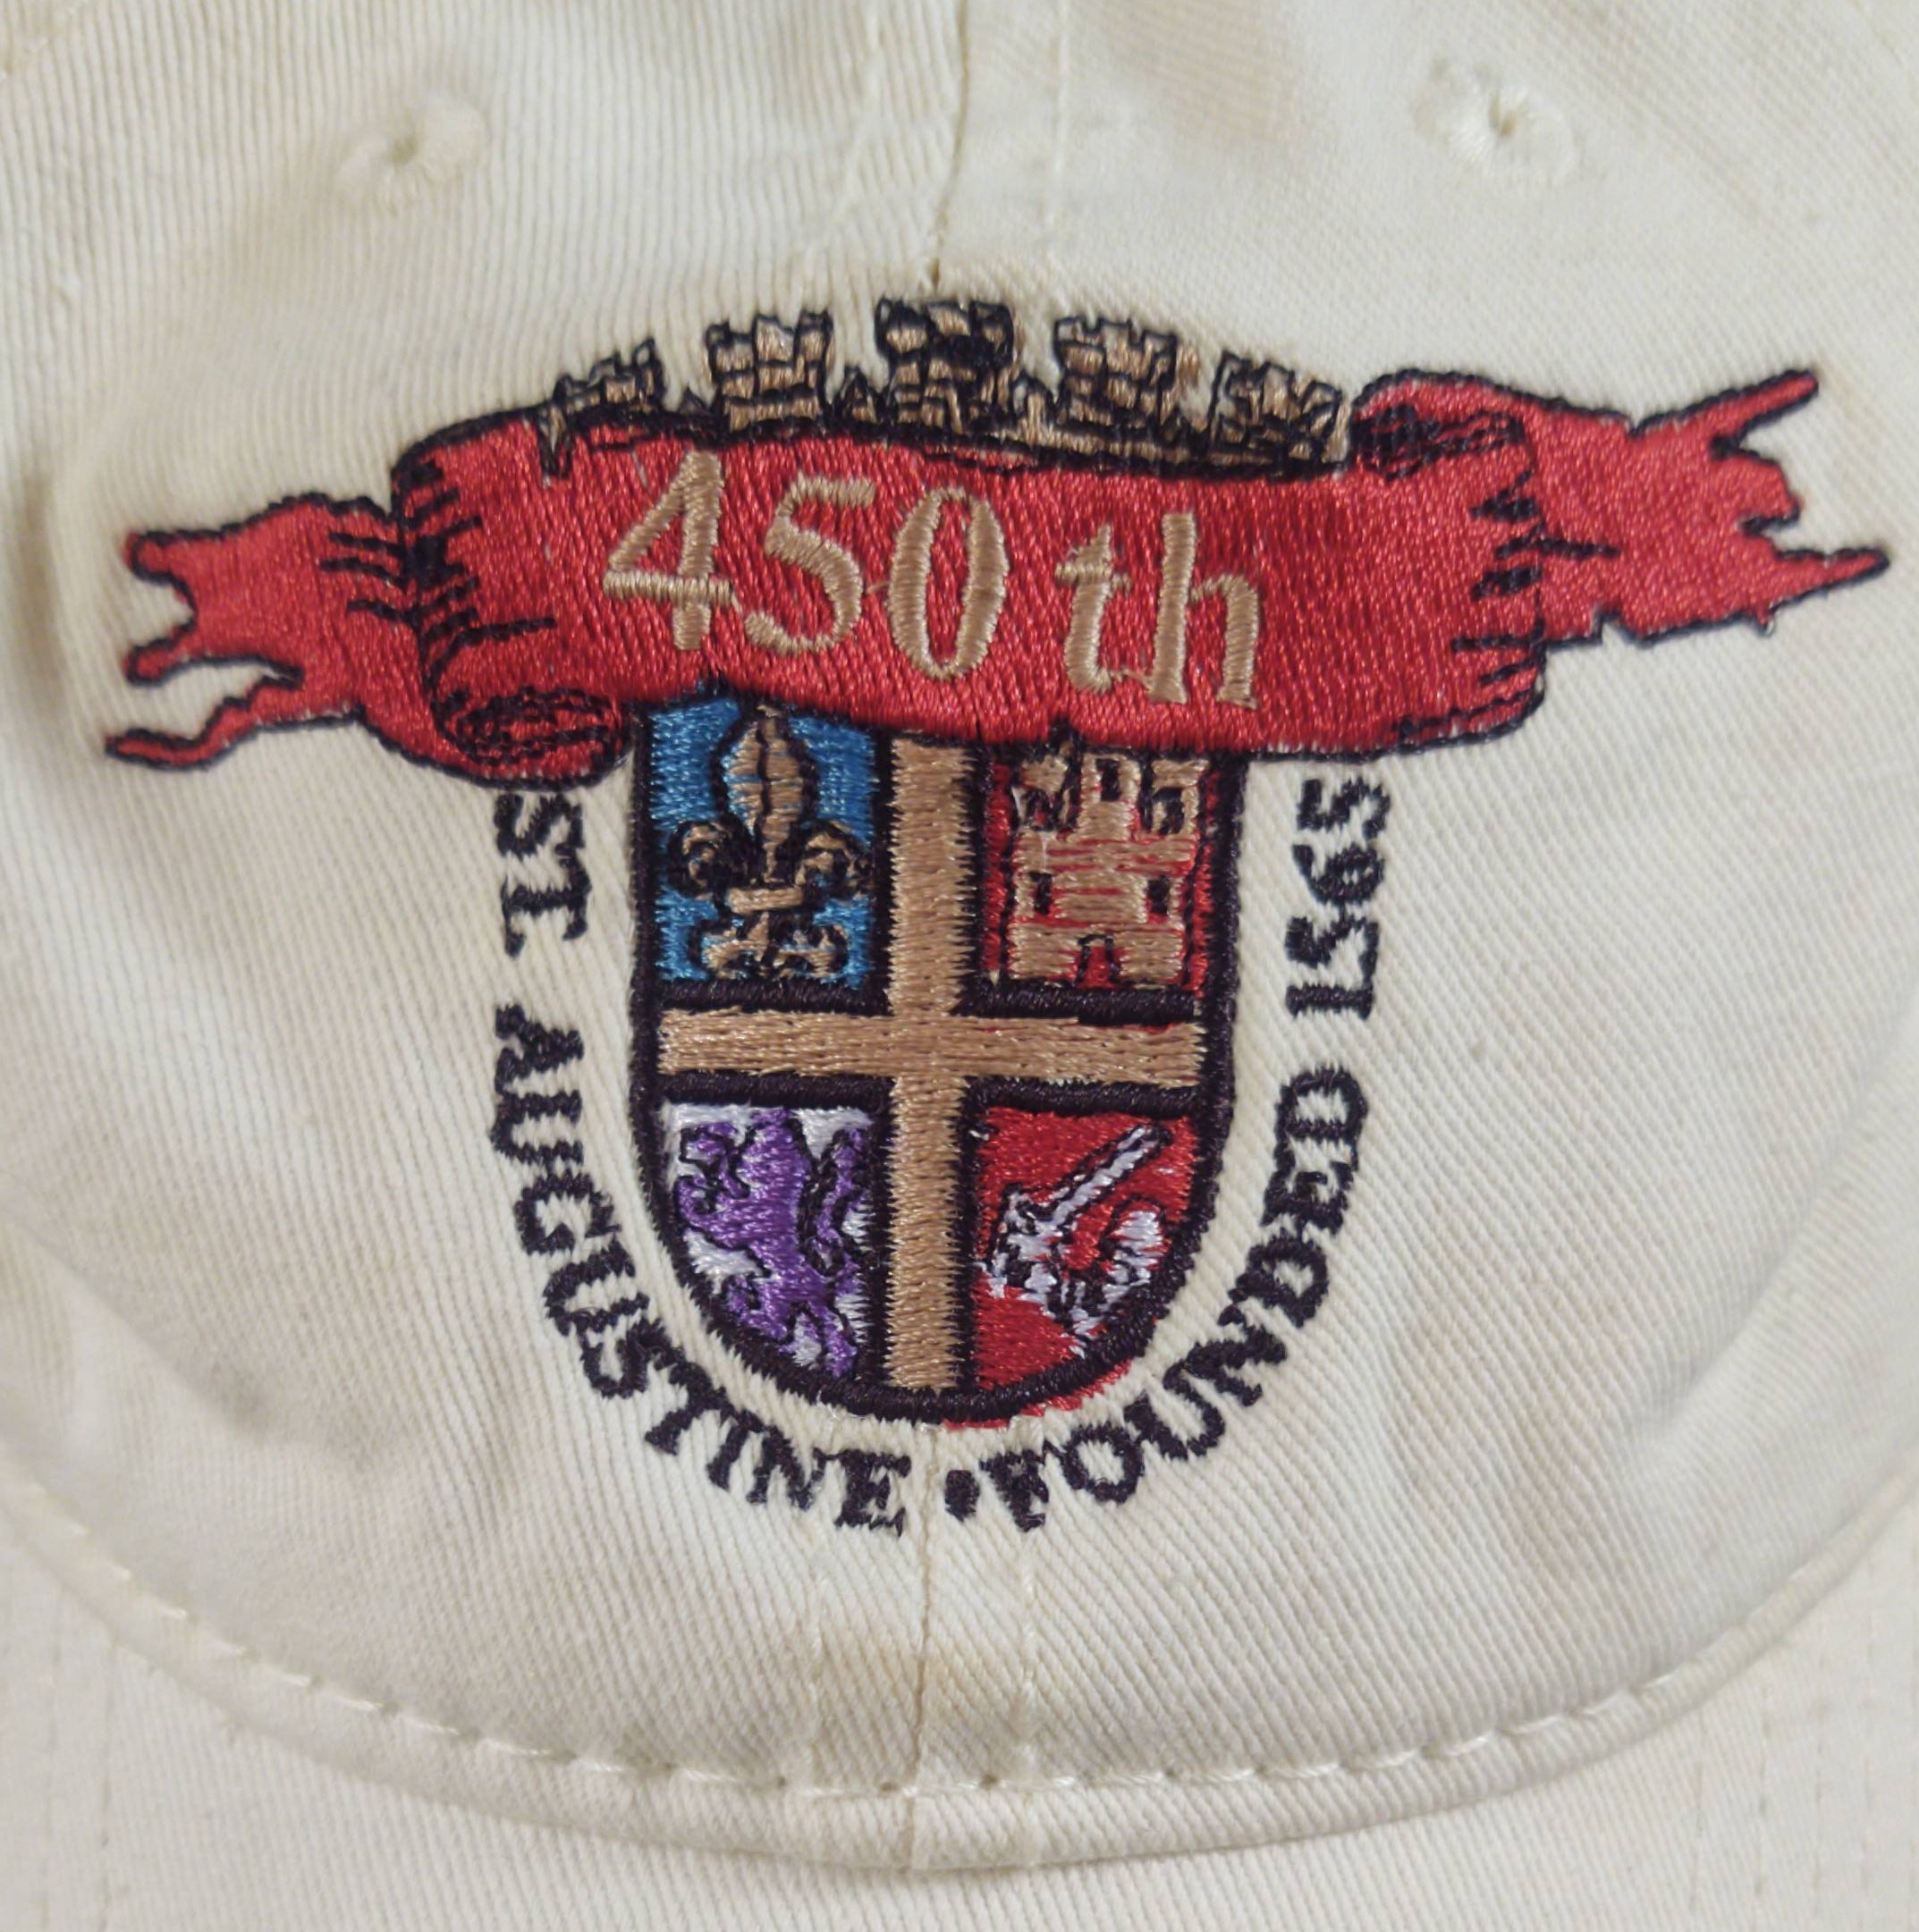 450th
ST AUGUSTINE • FOUNDED 1565